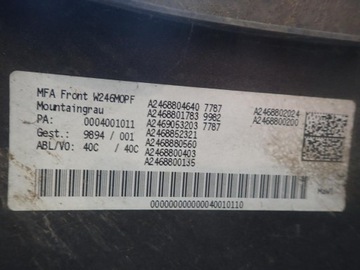 MFA Front W246MOPF
Mountaingrau
PA: 0004001011
Gest.: 9894 / 001
ABL/VO: 40C / 40C
A2468804640 7787
A2468801783 9982
A2469053203 7787
A2468852321
A2468880560
A2468800403
A2468800135
A2468802024
A2468800200
000000000000040010110